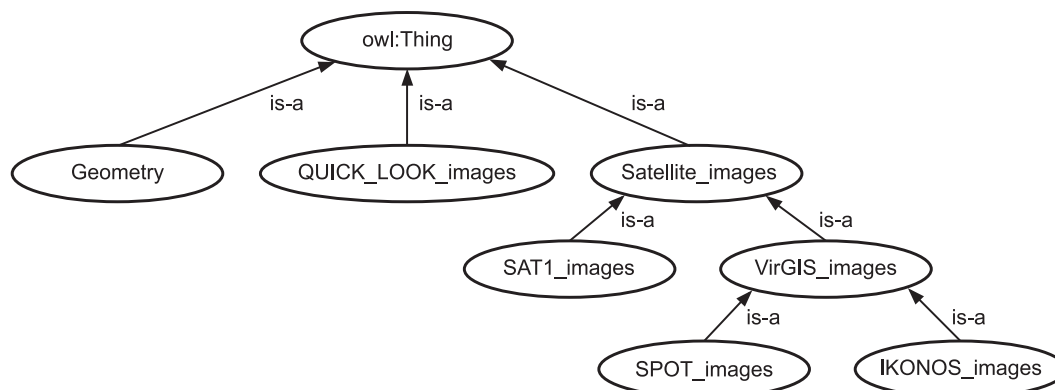 owl:Thing
is-a
is-a
is-a
Geometry
QUICK_LOOK_images
Satellite_images
is-a
is-a
SAT1_images
VirGIS_images
is-a
is-a
SPOT_images
IKONOS_images